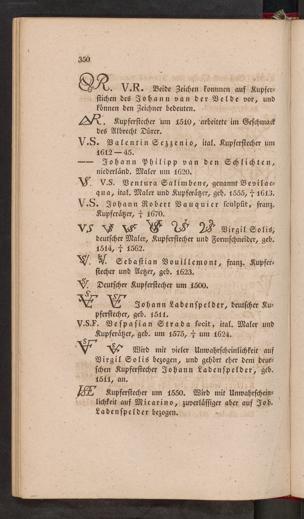 350
R. V.R. Beide Zeichen kommen auf Kupfer-
stichen des Johann van der Velde vor, und
können den Zeichner bedeuten.
AR. Kupferstecher um 1510, arbeitete im Geschmack
des Albrecht Dürer.
V.S. Valentin Sezzenio, ital. Kupferstecher um
1612—45.
—— Johann Philipp van den Schlichten,
niederländ. Maler um 1620.
VS. V.S. Ventura Salimbene, genannt Bevilac-
qua, ital. Maler und Kupferätzer, geb. 1555, † 1613.
V.S. Johann Robert Vauquier sculpsit, franz.
Kupferätzer, † 1670.
VS Virgil Solis,
deutscher Maler, Kupferstecher und Formschneider, geb.
1514, † 1562.
Sebastian Vouillemont, franz. Kupfer-
stecher und Aetzer, geb. 1623.
Deutscher Kupferstecher um 1500.
Johann Ladenspelder, deutscher Ku-
pferstecher, geb. 1511.
V.S.F. Vespasian Strada fecit, ital. Maler und
Kupferätzer, geb. um 1575, † um 1624.
Wird mit vieler Unwahrscheinlichkeit auf
Virgil Solis bezogen, und gehört eher dem deut-
schen Kupferstecher Johann Ladenspelder, geb.
1511, an.
Kupferstecher um 1550. Wird mit Unwahrschein-
lichkeit auf Micarino, zuverlässiger aber auf Joh.
Ladenspelder bezogen.